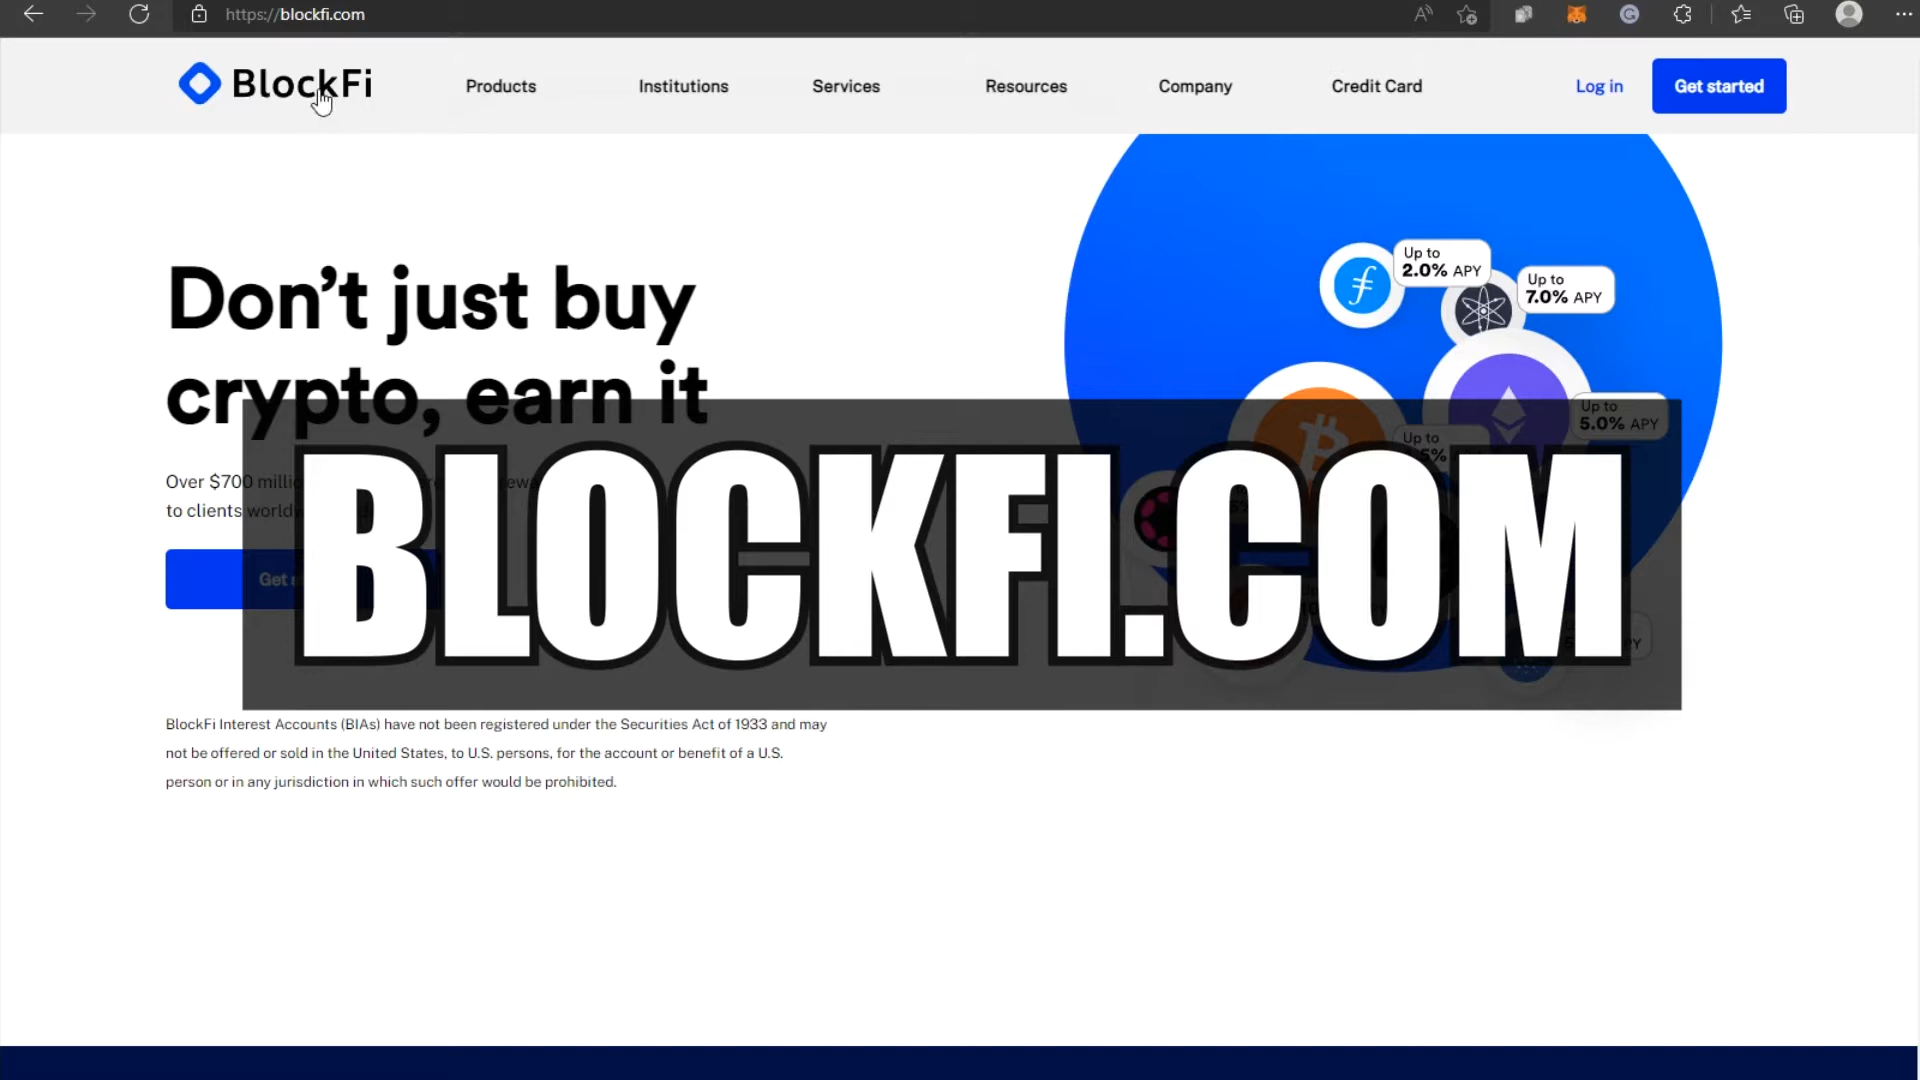 https://blockfi.com
BlockFi
Products
Institutions
Services
Resources
Company
Credit Card
Log in
Get started
Don’t just buy
crypto, earn it
Up to
2.0% APY
Up to
7.0% APY
Up to
5.0% APY
Up to
Over $700
to clients
Get
BLOCKFI.COM
BlockFi Interest Accounts (BIAs) have not been registered under the Securities Act of 1933 and may
not be offered or sold in the United States, to U.S. persons, for the account or benefit of a U.S.
person or in any jurisdiction in which such offer would be prohibited.